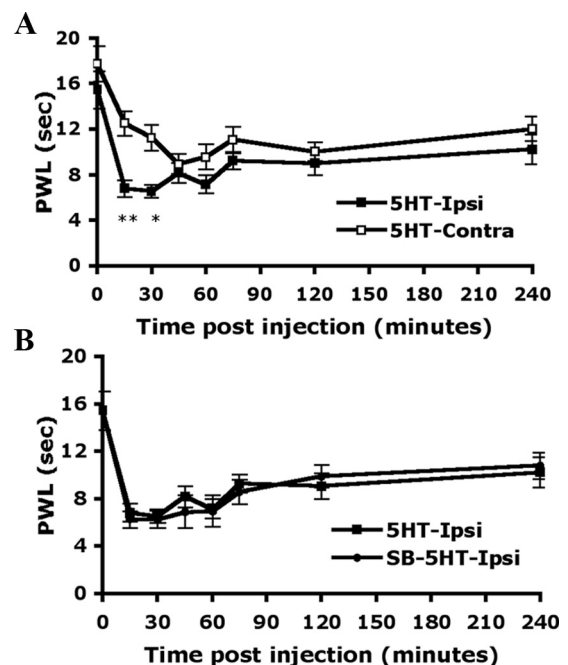 A
20
16
12
8
4
0
PWL (sec)
** *
5HT-Ipsi
5HT-Contra
0 30 60 90 120 150 180 210 240
Time post injection (minutes)
B
20
16
12
8
4
0
PWL (sec)
5HT-Ipsi
SB-5HT-Ipsi
0 30 60 90 120 150 180 210 240
Time post injection (minutes)